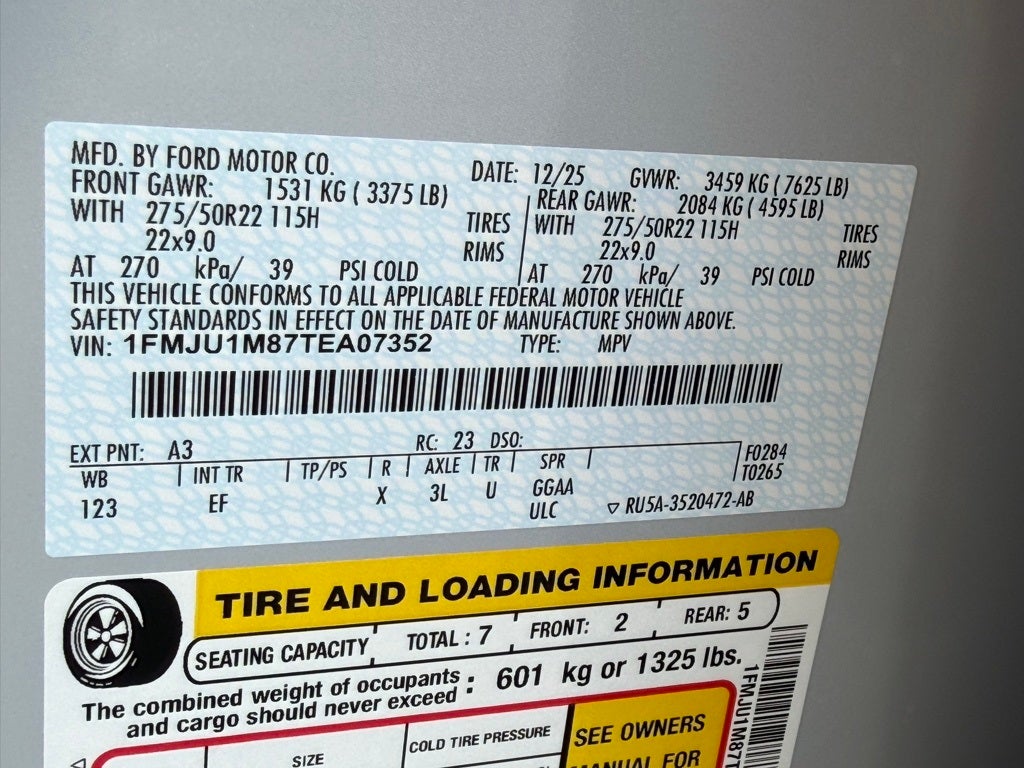 MFD. BY FORD MOTOR CO. DATE: 12/25 GVWR: 3459 KG ( 7625 LB)
FRONT GAWR: 1531 KG ( 3375 LB) REAR GAWR: 2084 KG ( 4595 LB)
WITH 275/50R22 115H TIRES WITH 275/50R22 115H TIRES
22x9.0 RIMS 22x9.0 RIMS
AT 270 kPa/ 39 PSI COLD AT 270 kPa/ 39 PSI COLD
THIS VEHICLE CONFORMS TO ALL APPLICABLE FEDERAL MOTOR VEHICLE
SAFETY STANDARDS IN EFFECT ON THE DATE OF MANUFACTURE SHOWN ABOVE.
VIN: 1FMJU1M87TEA07352 TYPE: MPV
EXT PNT: A3 RC: 23 DSO: F0284
WB INT TR TP/PS R AXLE TR SPR T0265
123 EF X 3L U GGAA
ULC ▽ RU5A-3520472-AB
TIRE AND LOADING INFORMATION
SEATING CAPACITY TOTAL : 7 FRONT: 2 REAR: 5
The combined weight of occupants
and cargo should never exceed : 601 kg or 1325 lbs.
SIZE COLD TIRE PRESSURE SEE OWNERS
MANUAL FOR
1FMJU1M87T